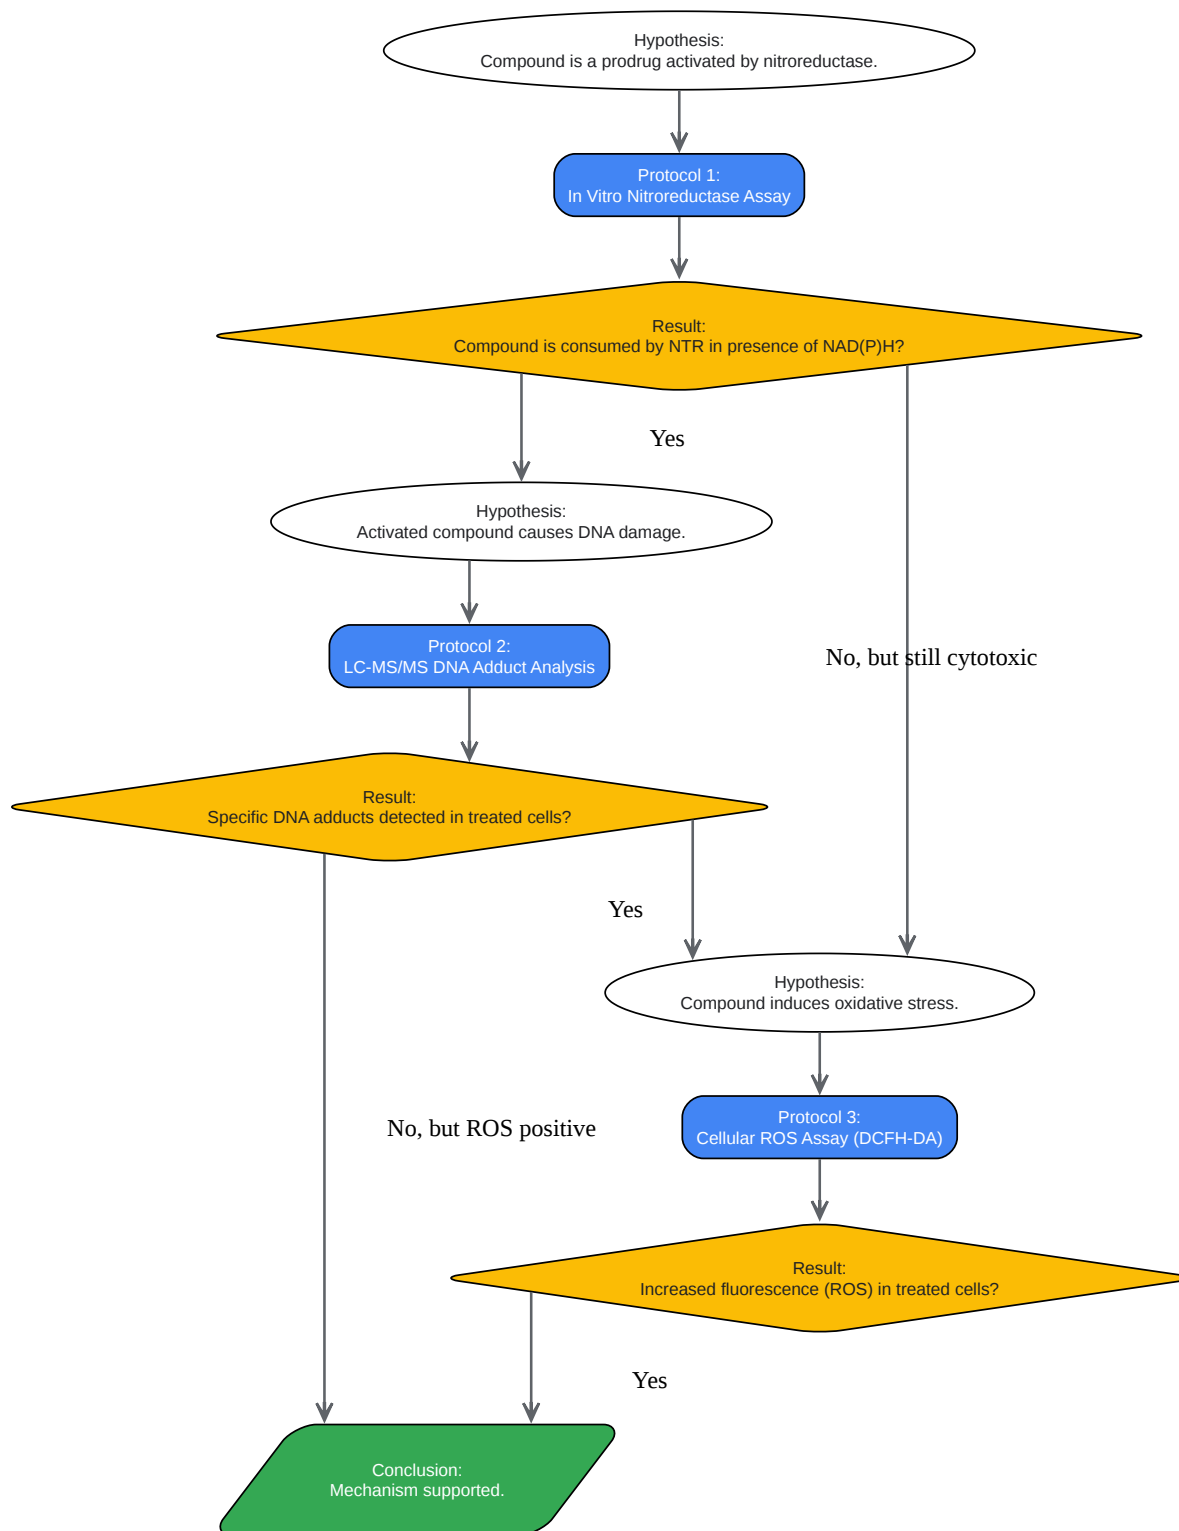 Hypothesis:
Compound is a prodrug activated by nitroreductase.
Protocol 1:
In Vitro Nitroreductase Assay
Result:
Compound is consumed by NTR in presence of NAD(P)H?
Yes
Hypothesis:
Activated compound causes DNA damage.
Protocol 2:
LC-MS/MS DNA Adduct Analysis
No, but still cytotoxic
Result:
Specific DNA adducts detected in treated cells?
Yes
Hypothesis:
Compound induces oxidative stress.
No, but ROS positive
Protocol 3:
Cellular ROS Assay (DCFH-DA)
Result:
Increased fluorescence (ROS) in treated cells?
Yes
Conclusion:
Mechanism supported.